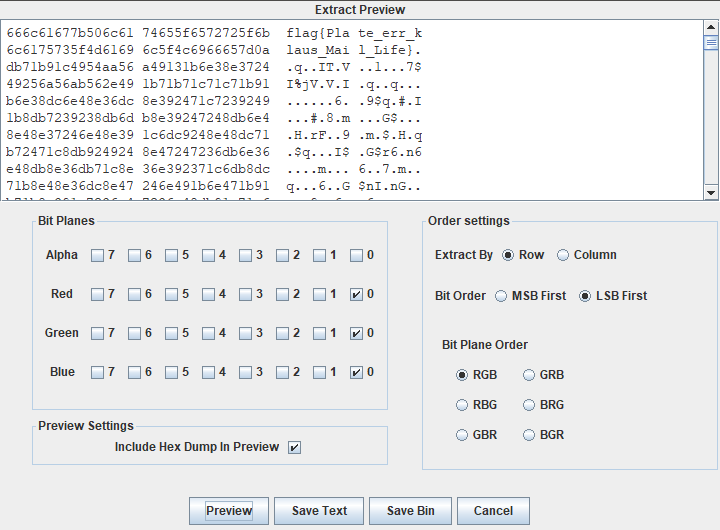 Extract Preview
666c61677b506c61 74655f6572725f6b flag{Pla te_err_k
6c6175735f4d6169 6c5f4c6966657d0a laus_Mai l_Life}.
db71b91c4954aa56 a49131b6e38e3724 .q..IT.V ..1...7$
49256a56ab562e49 1b71b71c71c71b91 I%jV.V.I .q..q...
b6e38dc6e48e36dc 8e392471c7239249 ......6. .9$q.#.I
1b8db7239238db6d b8e39247248db6e4 ...#.8.m ...G$...
8e48e37246e48e39 1c6dc9248e48dc71 .H.rF..9 .m.$.H.q
b72471c8db924924 8e47247236db6e36 .$q...I$ .G$r6.n6
e48db8e36db71c8e 36e392371c6db8dc ....m... 6..7.m..
71b8e48e36dc8e47 246e491b6e471b91 q...6..G $nI.nG..
Bit Planes
Alpha 7 6 5 4 3 2 1 0
Red 7 6 5 4 3 2 1 0
Green 7 6 5 4 3 2 1 0
Blue 7 6 5 4 3 2 1 0
Preview Settings
Include Hex Dump In Preview
Order settings
Extract By Row Column
Bit Order MSB First LSB First
Bit Plane Order
RGB GRB
RBG BRG
GBR BGR
Preview Save Text Save Bin Cancel